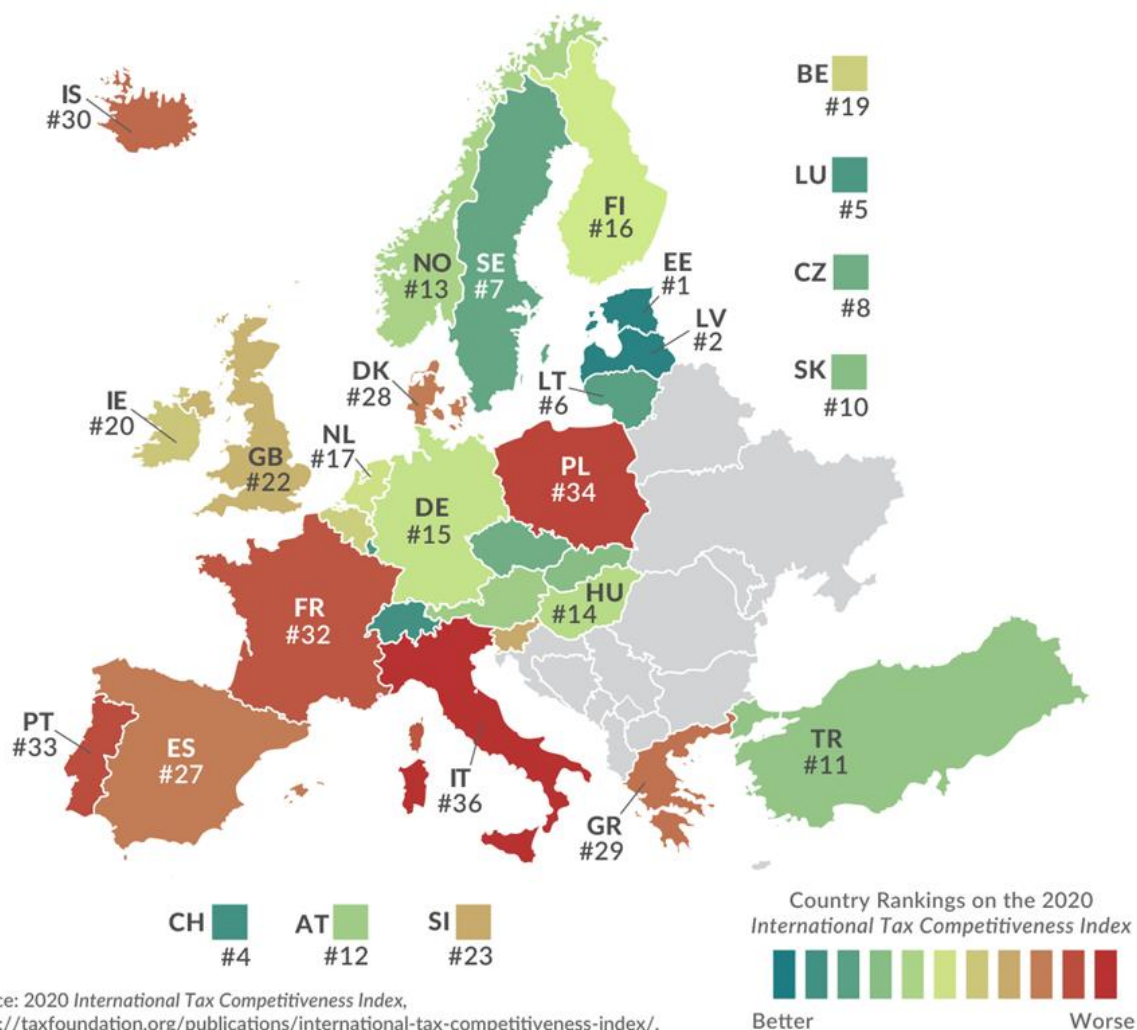 IS
#30
BE
#19
LU
#5
FI
#16
NO
#13
SE
#7
CZ
#8
EE
#1
LV
#2
DK
#28
LT
#6
SK
#10
IE
#20
NL
#17
GB
#22
PL
#34
DE
#15
HU
#14
FR
#32
PT
#33
ES
#27
IT
#36
TR
#11
GR
#29
CH
#4
AT
#12
SI
#23
Country Rankings on the 2020
International Tax Competitiveness Index
Better Worse
ce: 2020 International Tax Competitiveness Index,
://taxfoundation.org/publications/international-tax-competitiveness-index/.